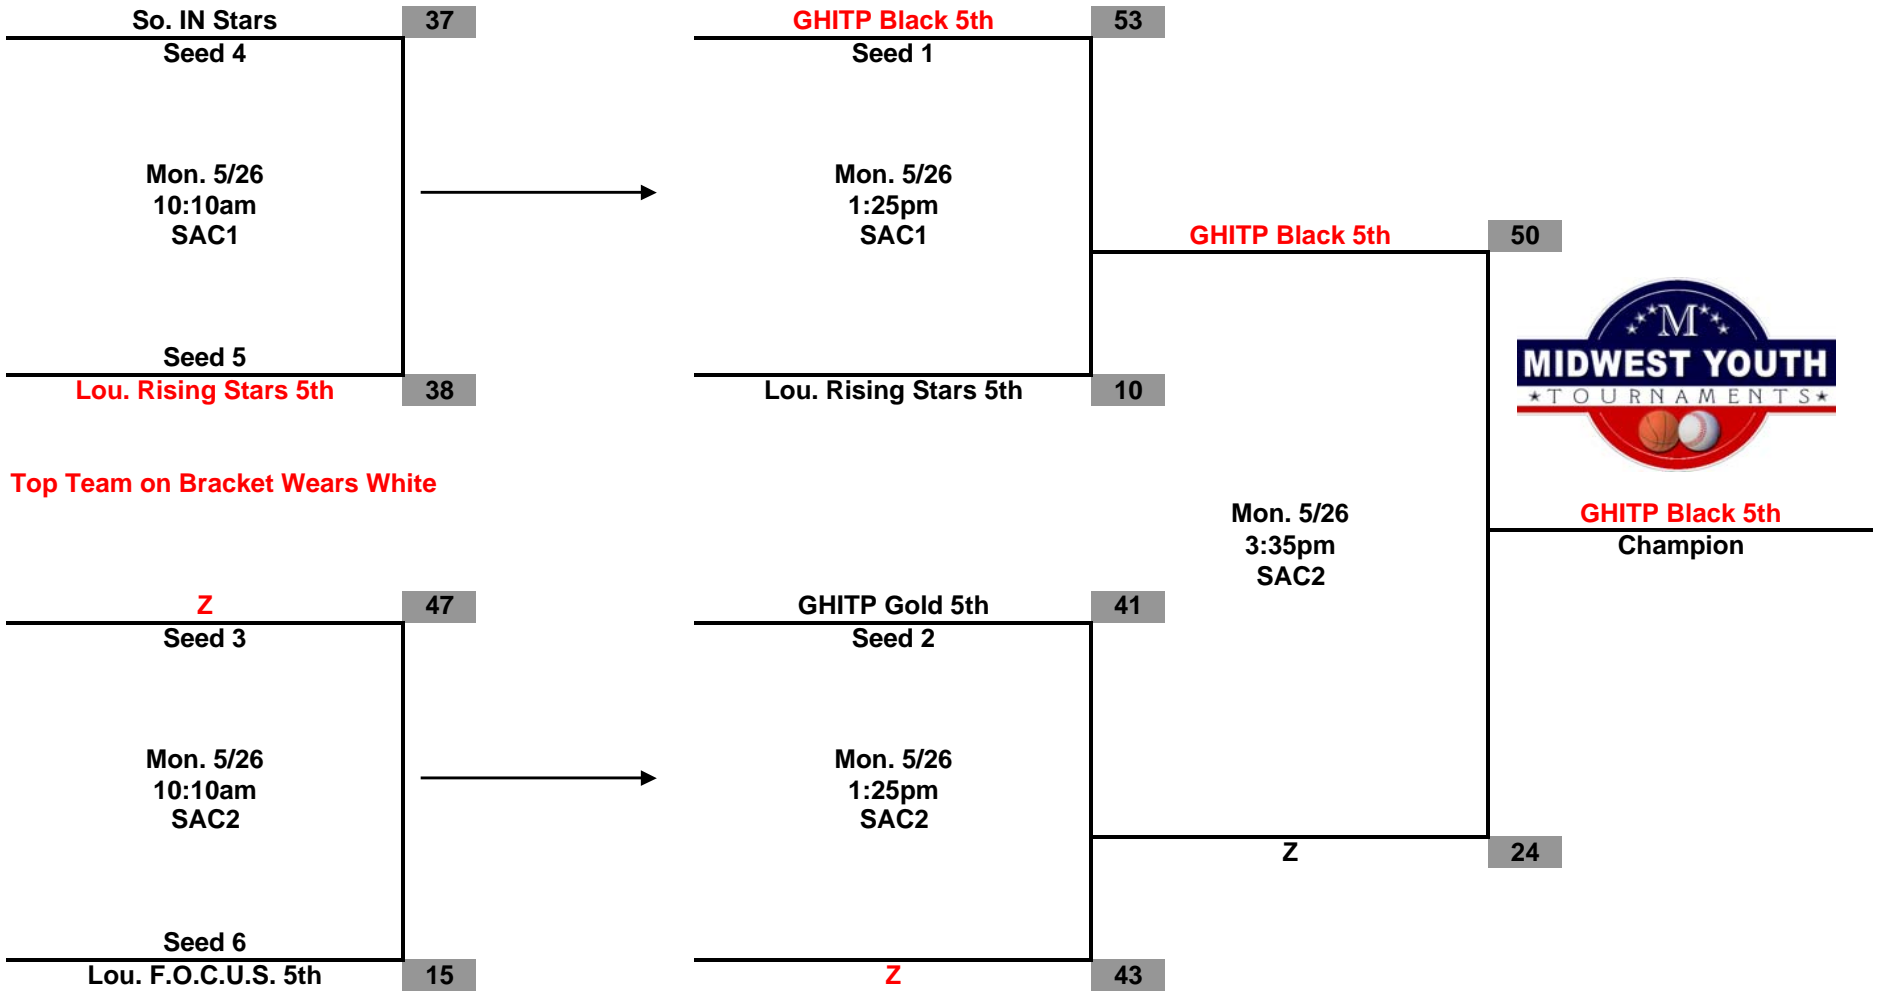 So. IN Stars 37
Seed 4
Mon. 5/26
10:10am
SAC1
Seed 5
Lou. Rising Stars 5th 38
GHITP Black 5th 53
Seed 1
Mon. 5/26
1:25pm
SAC1
Lou. Rising Stars 5th 10
GHITP Black 5th 50
M
MIDWEST YOUTH
TOURNAMENTS
Top Team on Bracket Wears White
Mon. 5/26
3:35pm
SAC2
GHITP Black 5th
Champion
Z 47
Seed 3
Mon. 5/26
10:10am
SAC2
Seed 6
Lou. F.O.C.U.S. 5th 15
GHITP Gold 5th 41
Seed 2
Mon. 5/26
1:25pm
SAC2
Z 43
Z 24